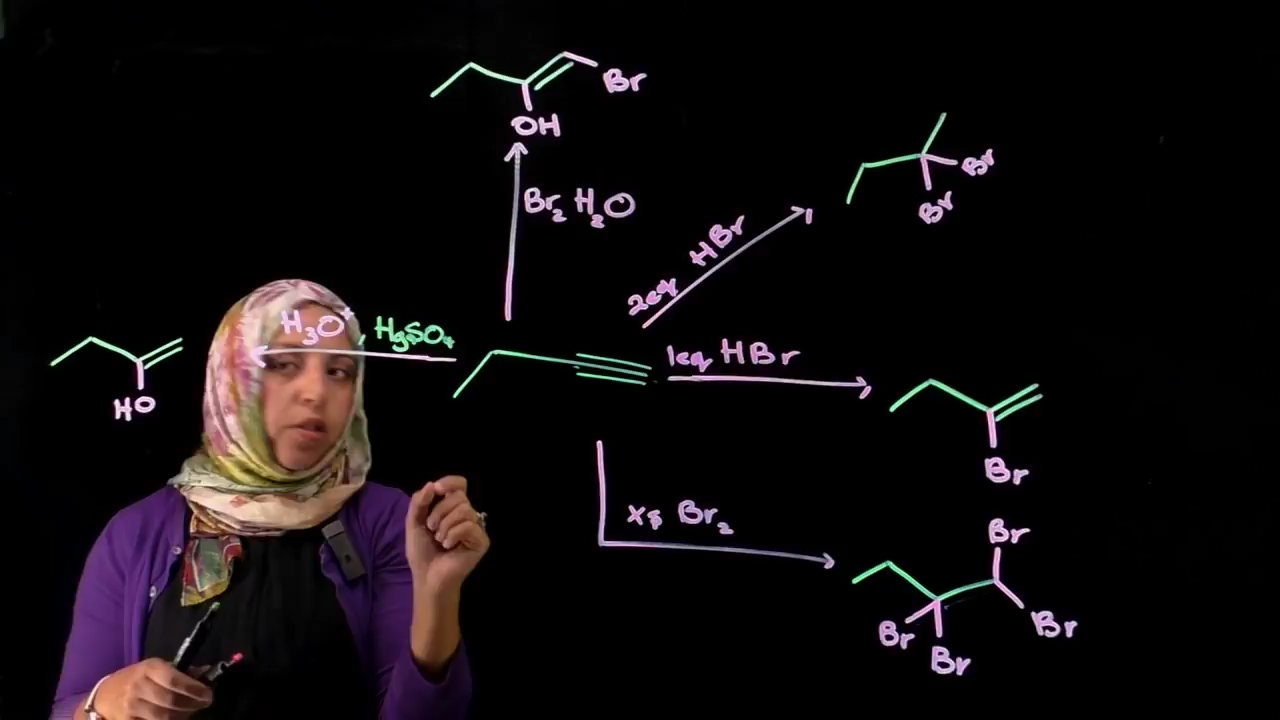 Br
OH
Br₂ H₂O
Br
Br
2eq HBr
H₃O⁺, HgSO₄
1eq HBr
HO
Br
xs Br₂
Br
Br
Br
Br